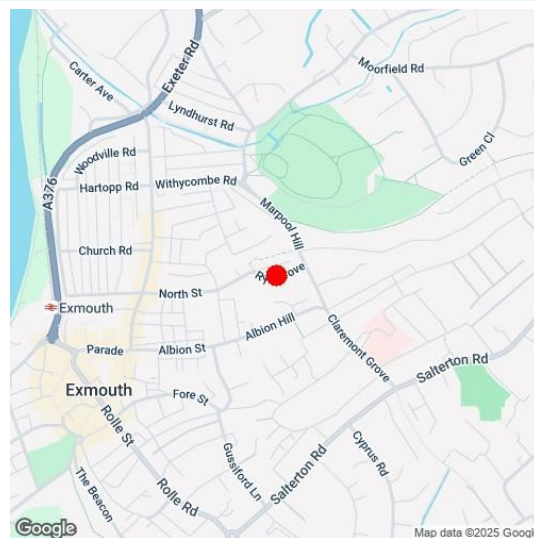 Carter Ave
Exeter Rd
Moorfield Rd
Lyndhurst Rd
Woodville Rd
Green Cl
A376
Hartopp Rd
Withycombe Rd
Marpool Hill
Church Rd
North St
Exmouth
Albion Hill
Claremont Grove
Parade
Albion St
Salterton Rd
Exmouth
Fore St
Rolle St
Gussiford Ln
Cyprus Rd
The Beacon
Rolle Rd
Salterton Rd
Google
Map data ©2025 Google